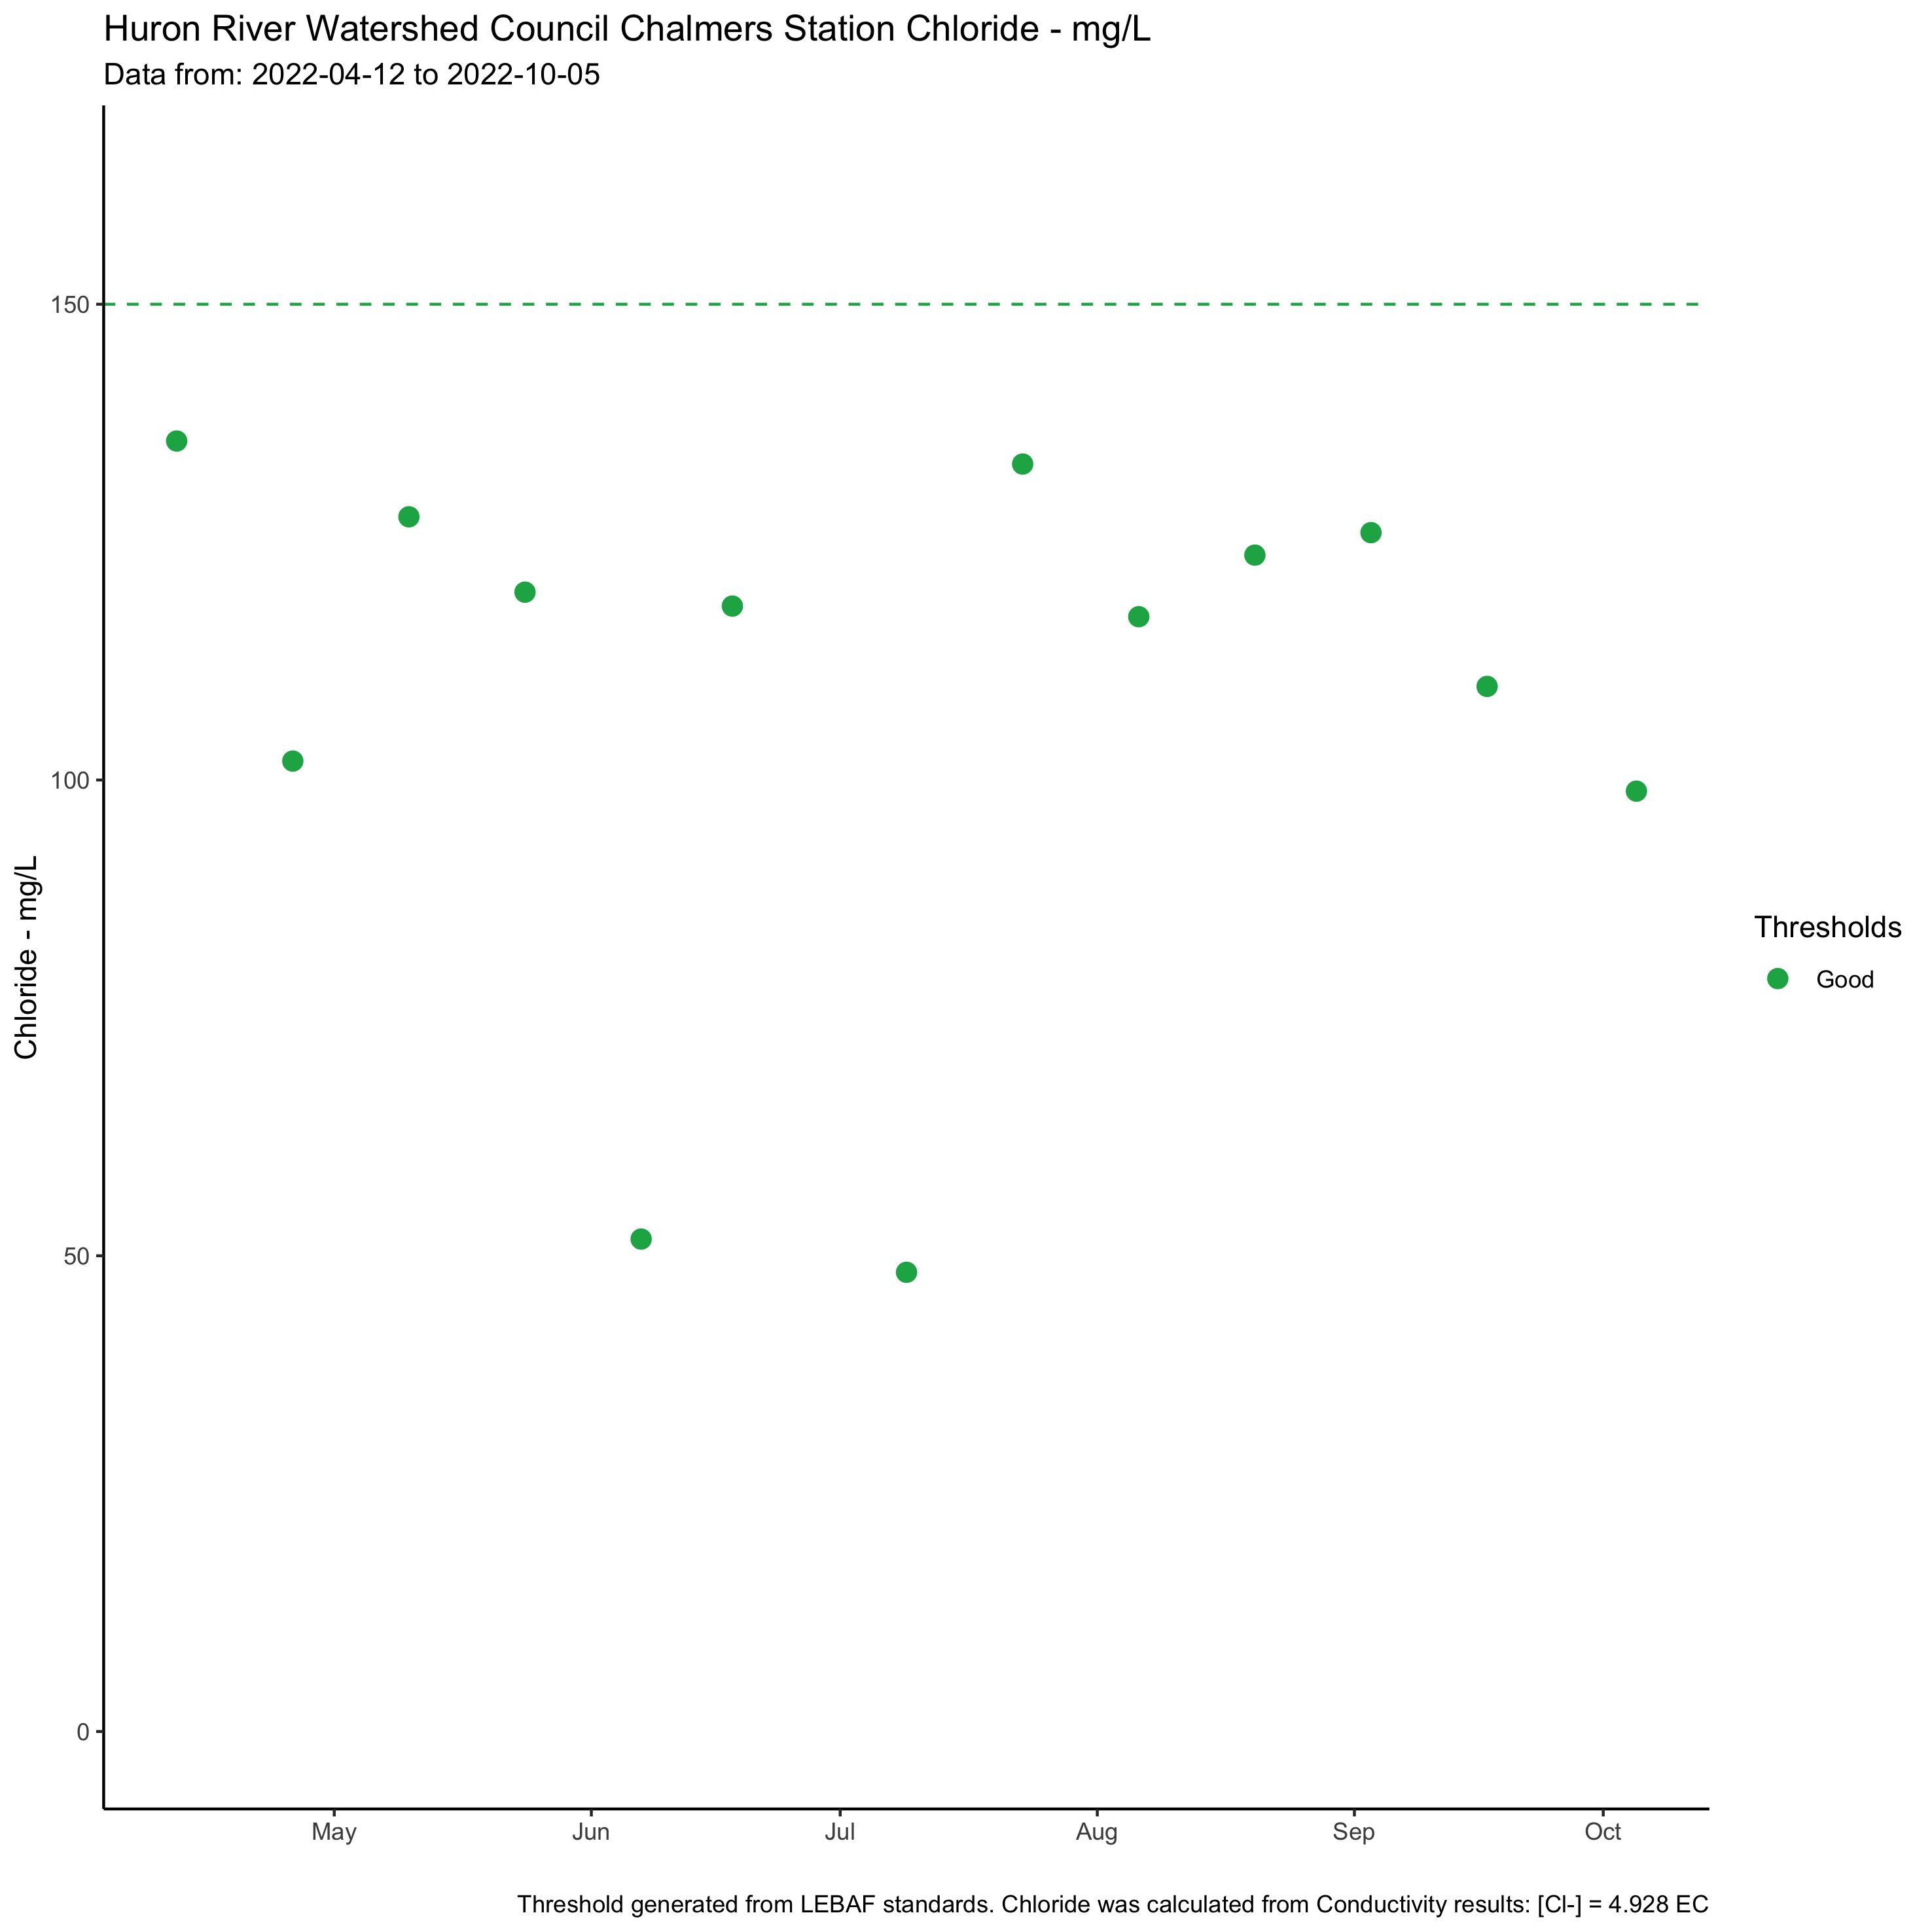 Huron River Watershed Council Chalmers Station Chloride - mg/L
Data from: 2022-04-12 to 2022-10-05
Chloride - mg/L
150
100
50
0
May Jun Jul Aug Sep Oct
Thresholds
Good
Threshold generated from LEBAF standards. Chloride was calculated from Conductivity results: [Cl-] = 4.928 EC